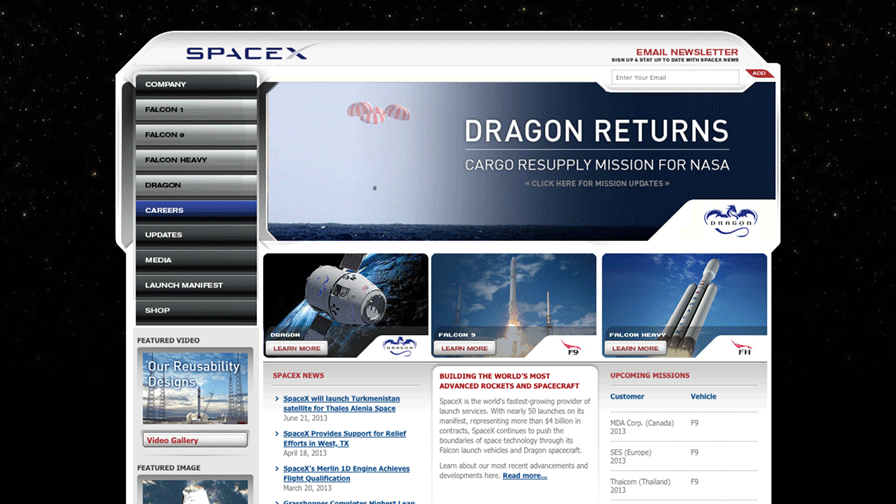 SPACEX
EMAIL NEWSLETTER
SIGN UP & STAY UP TO DATE WITH SPACEX NEWS
Enter Your Email
ADD
COMPANY
FALCON 1
FALCON 9
FALCON HEAVY
DRAGON
CAREERS
UPDATES
MEDIA
LAUNCH MANIFEST
SHOP
DRAGON RETURNS
CARGO RESUPPLY MISSION FOR NASA
« CLICK HERE FOR MISSION UPDATES »
DRAGON
DRAGON
LEARN MORE
DRAGON
FALCON 9
LEARN MORE
F9
FALCON HEAVY
LEARN MORE
FH
FEATURED VIDEO
Our Reusability
Designs
Video Gallery
FEATURED IMAGE
SPACEX NEWS
SpaceX will launch Turkmenistan
satellite for Thales Alenia Space
June 21, 2013
SpaceX Provides Support for Relief
Efforts in West, TX
April 18, 2013
SpaceX's Merlin 1D Engine Achieves
Flight Qualification
March 20, 2013
Grasshopper Completes Highest Leap
BUILDING THE WORLD'S MOST
ADVANCED ROCKETS AND SPACECRAFT
SpaceX is the world's fastest-growing provider of
launch services. With nearly 50 launches on its
manifest, representing more than $4 billion in
contracts, SpaceX continues to push the
boundaries of space technology through its
Falcon launch vehicles and Dragon spacecraft.
Learn about our most recent advancements and
developments here. Read more...
UPCOMING MISSIONS
Customer Vehicle
MDA Corp. (Canada) F9
2013
SES (Europe) F9
2013
Thaicom (Thailand) F9
2013